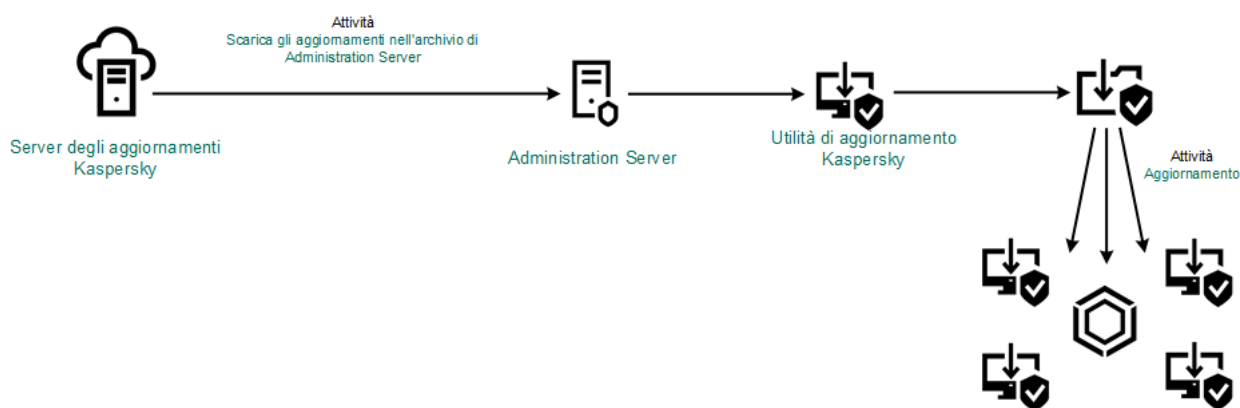 Attività
Scarica gli aggiornamenti nell'archivio di
Administration Server
Server degli aggiornamenti
Kaspersky
Administration Server
Utilità di aggiornamento
Kaspersky
Attività
Aggiornamento